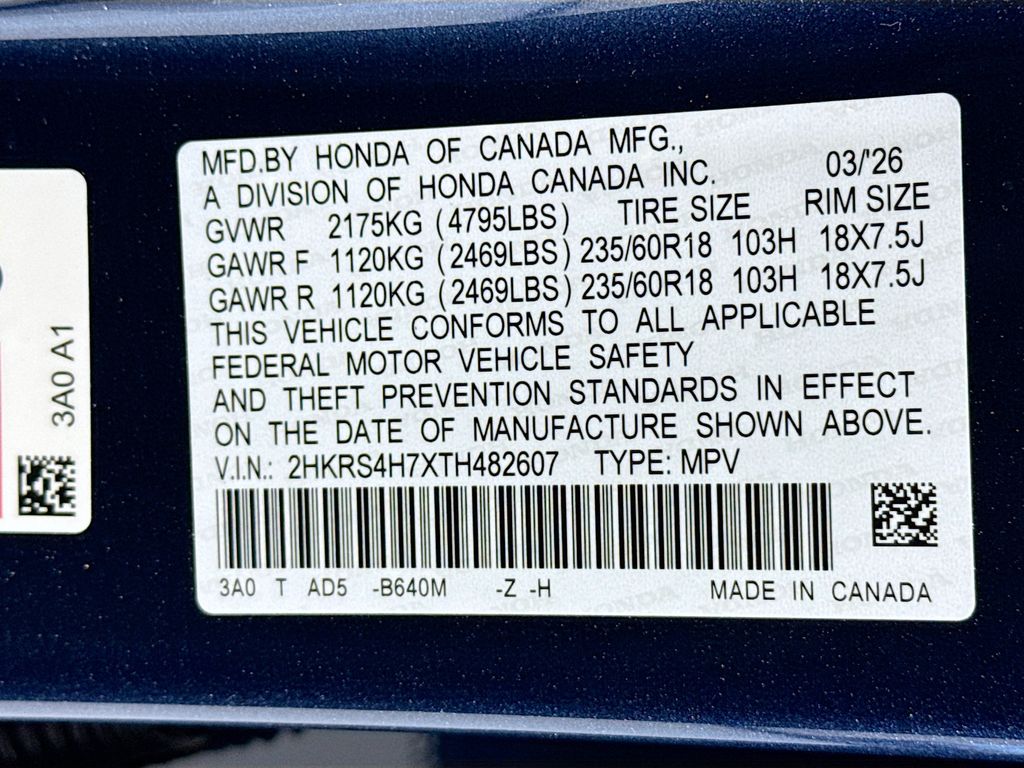 MFD.BY HONDA OF CANADA MFG.,
A DIVISION OF HONDA CANADA INC. 03/'26
GVWR 2175KG (4795LBS) TIRE SIZE RIM SIZE
GAWR F 1120KG (2469LBS) 235/60R18 103H 18X7.5J
GAWR R 1120KG (2469LBS) 235/60R18 103H 18X7.5J
THIS VEHICLE CONFORMS TO ALL APPLICABLE
FEDERAL MOTOR VEHICLE SAFETY
AND THEFT PREVENTION STANDARDS IN EFFECT
ON THE DATE OF MANUFACTURE SHOWN ABOVE.
V.I.N.: 2HKRS4H7XTH482607 TYPE: MPV
3A0 T AD5 -B640M -Z -H MADE IN CANADA
3A0 A1